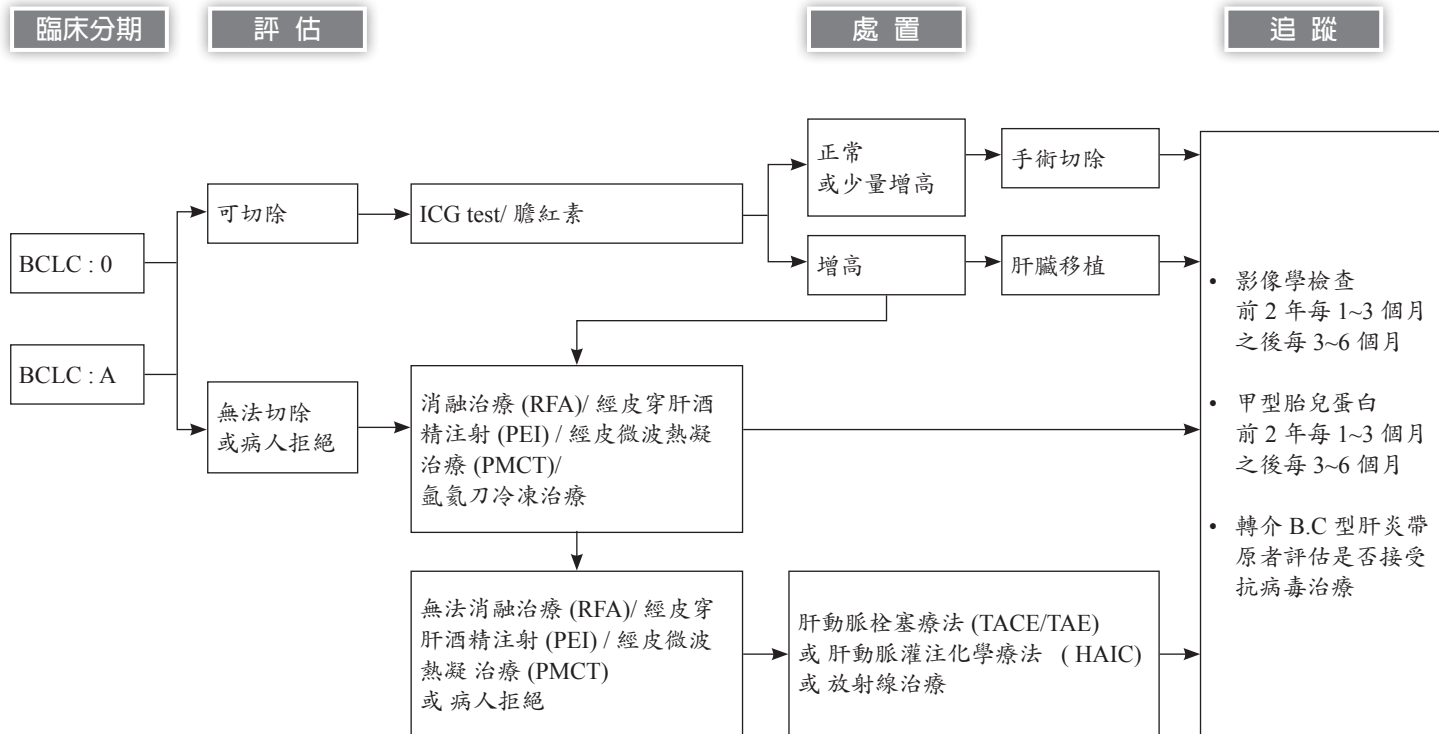 臨床分期
評 估
處 置
追 蹤
BCLC : 0
BCLC : A
可切除
無法切除
或病人拒絕
ICG test/ 膽紅素
正常
或少量增高
手術切除
增高
肝臟移植
消融治療 (RFA)/ 經皮穿肝酒
精注射 (PEI) / 經皮微波熱凝
治療 (PMCT)/
氬氦刀冷凍治療
無法消融治療 (RFA)/ 經皮穿
肝酒精注射 (PEI) / 經皮微波
熱凝 治療 (PMCT)
或 病人拒絕
肝動脈栓塞療法 (TACE/TAE)
或 肝動脈灌注化學療法 ( HAIC)
或 放射線治療
• 影像學檢查
前 2 年每 1~3 個月
之後每 3~6 個月
• 甲型胎兒蛋白
前 2 年每 1~3 個月
之後每 3~6 個月
• 轉介 B.C 型肝炎帶
原者評估是否接受
抗病毒治療